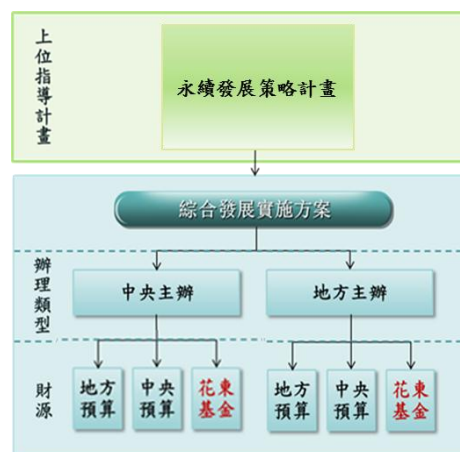 上位指導計畫
永續發展策略計畫
綜合發展實施方案
辦理類型
中央主辦
地方主辦
財源
地方
預算
中央
預算
花東
基金
地方
預算
中央
預算
花東
基金